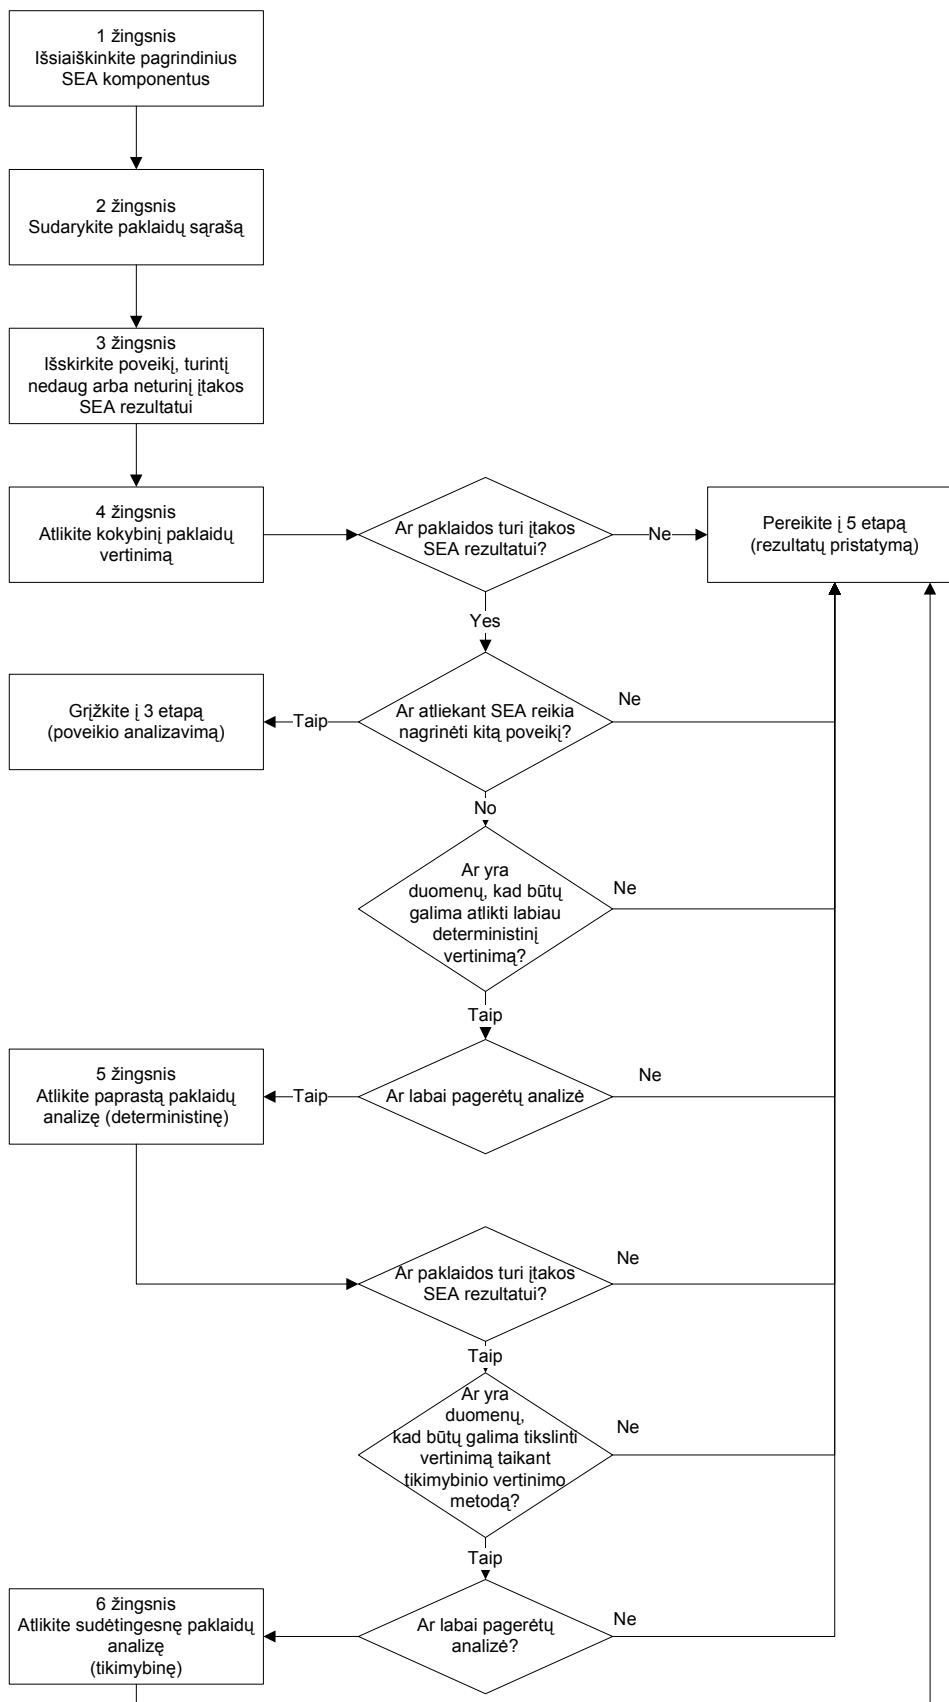 1 žingsnis
Išsiaiškinkite pagrindinius
SEA komponentus
2 žingsnis
Sudarykite paklaidų sąrašą
3 žingsnis
Išskirkite poveikį, turintį
nedaug arba neturinį įtakos
SEA rezultatui
4 žingsnis
Atlikite kokybinį paklaidų
vertinimą
Ar paklaidos turi įtakos
SEA rezultatui?
Ne
Pereikite į 5 etapą
(rezultatų pristatymą)
Yes
Grįžkite į 3 etapą
(poveikio analizavimą)
Taip
Ar atliekant SEA reikia
nagrinėti kitą poveikį?
Ne
No
Ar yra
duomenų, kad būtų
galima atlikti labiau
deterministinį
vertinimą?
Ne
Taip
5 žingsnis
Atlikite paprastą paklaidų
analizę (deterministinę)
Taip
Ar labai pagerėtų analizė
Ne
Ar paklaidos turi įtakos
SEA rezultatui?
Ne
Taip
Ar yra
duomenų,
kad būtų galima tikslinti
vertinimą taikant
tikimybinio vertinimo
metodą?
Ne
Taip
6 žingsnis
Atlikite sudėtingesnę paklaidų
analizę
(tikimybinę)
Ar labai pagerėtų
analizė?
Ne